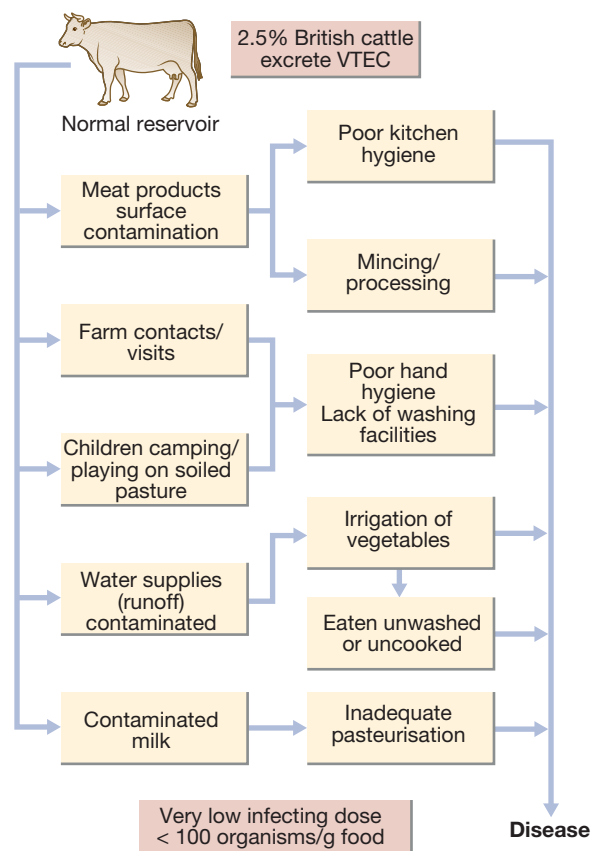 2.5% British cattle
excrete VTEC
Normal reservoir
Poor kitchen
hygiene
Meat products
surface
contamination
Mincing/
processing
Farm contacts/
visits
Poor hand
hygiene
Lack of washing
facilities
Children camping/
playing on soiled
pasture
Irrigation of
vegetables
Water supplies
(runoff)
contaminated
Eaten unwashed
or uncooked
Contaminated
milk
Inadequate
pasteurisation
Very low infecting dose
< 100 organisms/g food
Disease